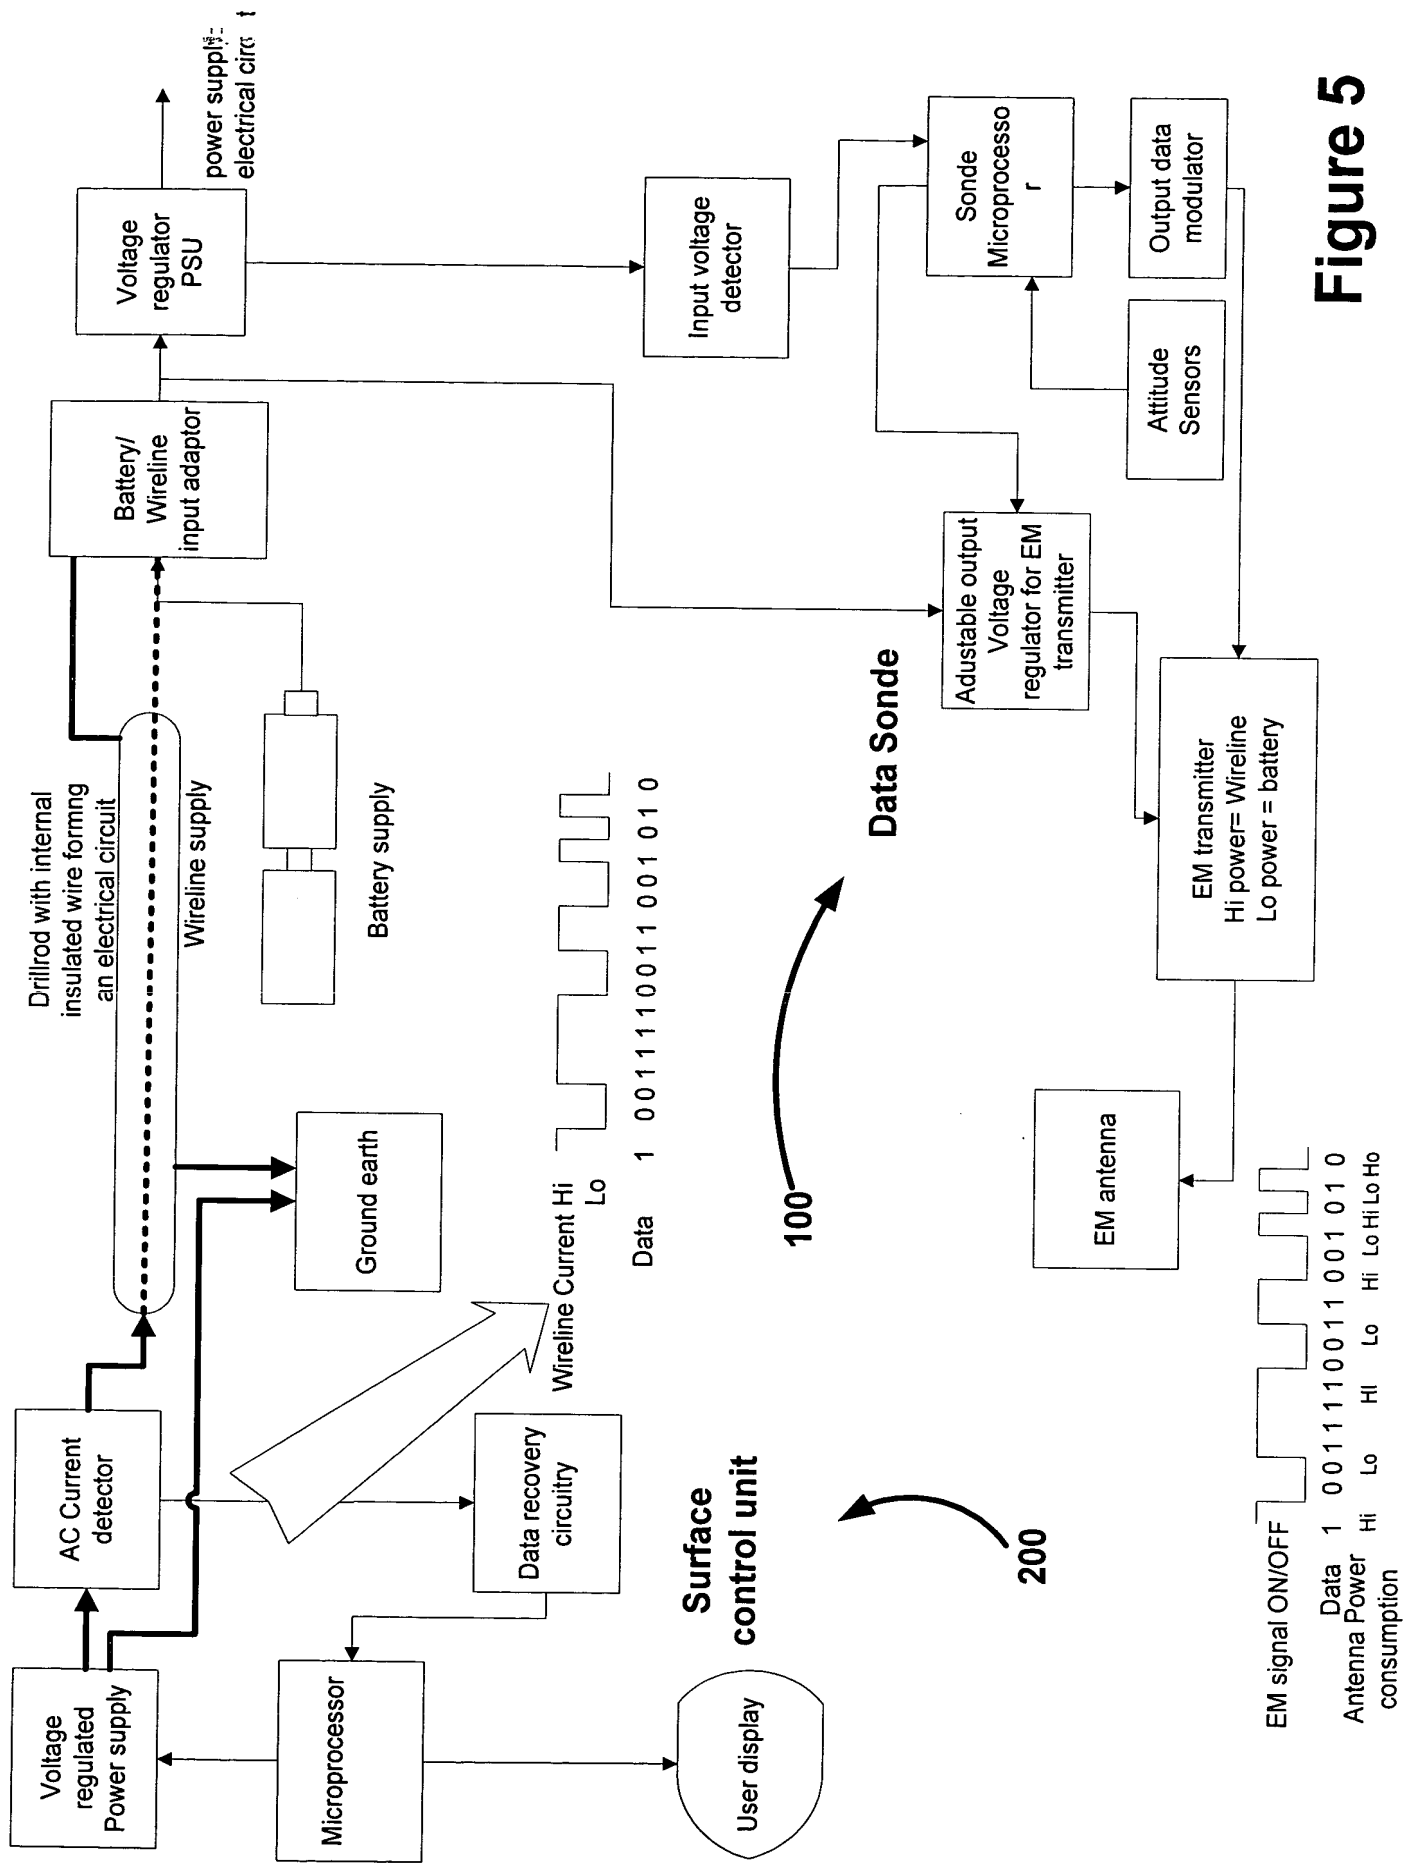 Voltage
regulated
Power supply
AC Current
detector
Drillrod with internal
insulated wire formng
an electrical circuit
Wireline supply
Battery/
Wireline
input adaptor
Voltage
regulator
PSU
power
electrical
Ground earth
Battery supply
Microprocessor
Data recovery
circuitry
Wireline Current Hi
Lo
Data 1 0 0 1 1 1 1 0 0 1 1 0 0 1 0 1 0
Input voltage
detector
User display
Surface
control unit
100
Data Sonde
200
Adustable output
Voltage
regulator for EM
transmitter
Sonde
Microprocesso
r
Attitude
Sensors
Output data
modulator
EM antenna
EM transmitter
Hi power= Wireline
Lo power = battery
EM signal ON/OFF
Data 1 0 0 1 1 1 1 0 0 1 1 0 0 1 0 1 0
Antenna Power Hi Lo HI Lo Hi Lo Hi Lo Ho
consumption
Figure 5